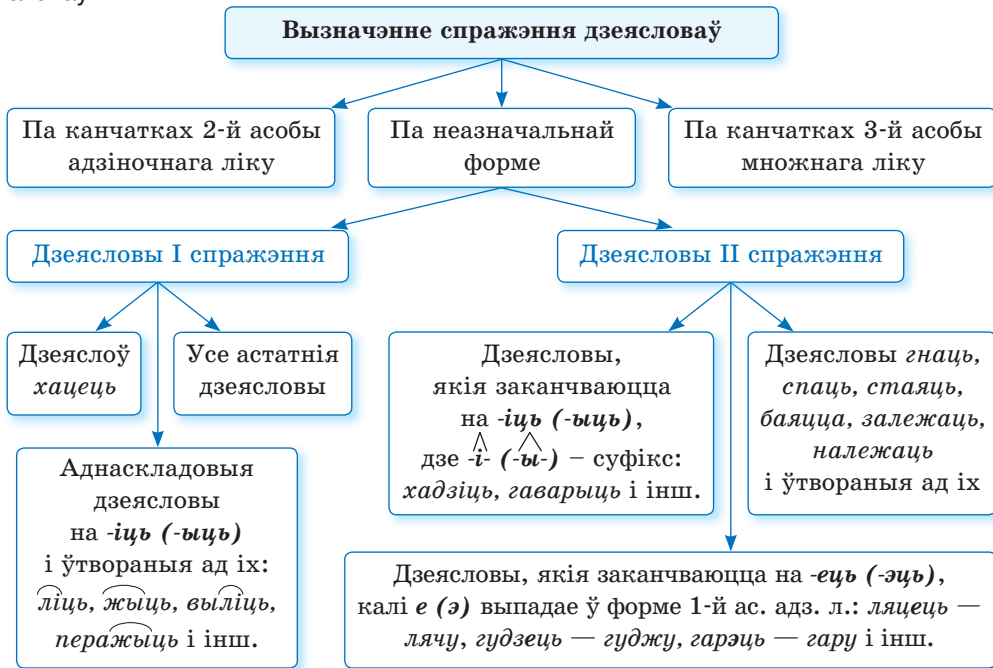 Вызначэнне спражэння дзеясловаў
Па канчатках 2-й асобы
адзіночнага ліку
Па неазначальнай
форме
Па канчатках 3-й асобы
множнага ліку
Дзеясловы I спражэння
Дзеясловы II спражэння
Дзеяслоў
хацець
Усе астатнія
дзеясловы
Аднаскладовыя
дзеясловы
на -іць (-ыць)
і ўтвораныя ад іх:
ліць, жыць, выліць,
перажыць і інш.
Дзеясловы,
якія заканчваюцца
на -іць (-ыць),
дзе -і- (-ы-) – суфікс:
хадзіць, гаварыць і інш.
Дзеясловы гнаць,
спаць, стаяць,
баяцца, залежаць,
належаць
і ўтвораныя ад іх
Дзеясловы, якія заканчваюцца на -ець (-эць),
калі е (э) выпадае ў форме 1-й ас. адз. л.: ляцець —
лячу, гудзець — гуджу, гарэць — гару і інш.